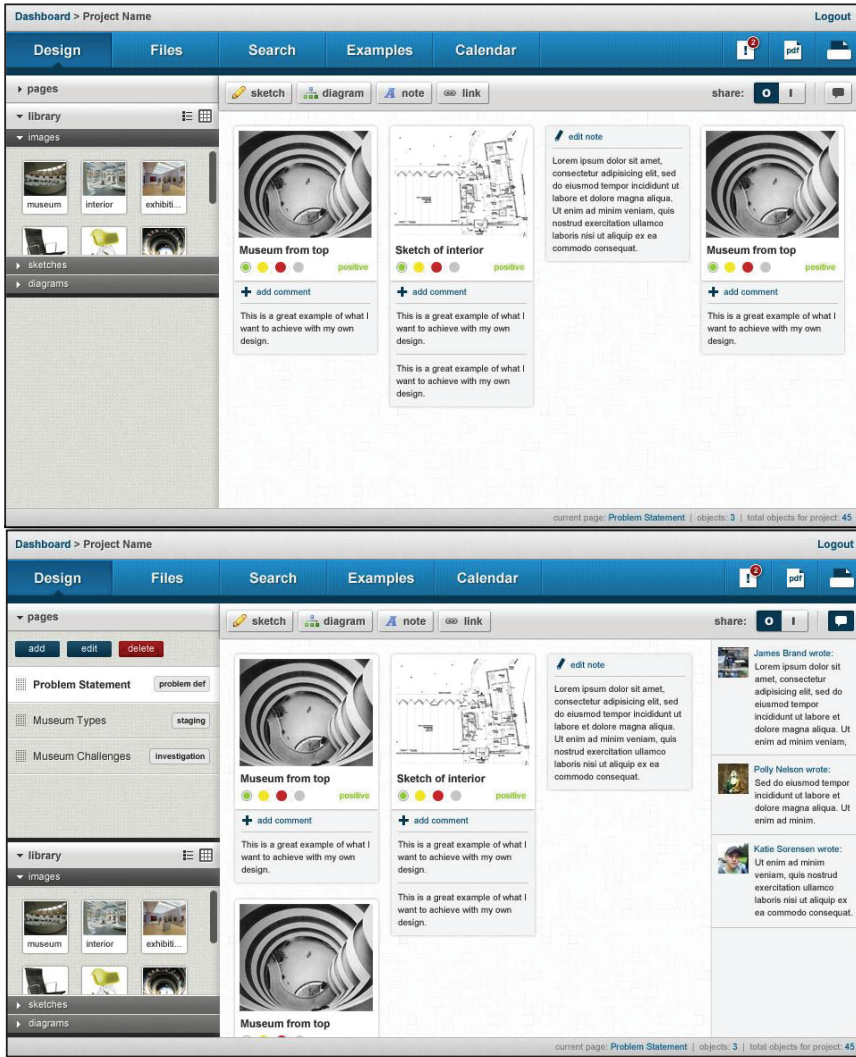 Dashboard > Project Name
Logout
Design
Files
Search
Examples
Calendar
2
!
pdf
pages
sketch
diagram
A note
link
share:
O I
library
images
museum
interior
exhibiti...
sketches
diagrams
Museum from top
positive
add comment
This is a great example of what I
want to achieve with my own
design.
Sketch of interior
positive
add comment
This is a great example of what I
want to achieve with my own
design.
This is a great example of what I
want to achieve with my own
design.
edit note
Lorem ipsum dolor sit amet,
consectetur adipisicing elit, sed
do eiusmod tempor incididunt ut
labore et dolore magna aliqua.
Ut enim ad minim veniam, quis
nostrud exercitation ullamco
laboris nisi ut aliquip ex ea
commodo consequat.
Museum from top
positive
add comment
This is a great example of what I
want to achieve with my own
design.
current page: Problem Statement | objects: 3 | total objects for project: 45
Dashboard > Project Name
Logout
Design
Files
Search
Examples
Calendar
2
!
pdf
pages
sketch
diagram
A note
link
share:
O I
add
edit
delete
Problem Statement
problem def
Museum Types
staging
Museum Challenges
investigation
library
images
museum
interior
exhibiti...
sketches
diagrams
Museum from top
positive
add comment
This is a great example of what I
want to achieve with my own
design.
Museum from top
Sketch of interior
positive
add comment
This is a great example of what I
want to achieve with my own
design.
This is a great example of what I
want to achieve with my own
design.
edit note
Lorem ipsum dolor sit amet,
consectetur adipisicing elit, sed
do eiusmod tempor incididunt ut
labore et dolore magna aliqua.
Ut enim ad minim veniam, quis
nostrud exercitation ullamco
laboris nisi ut aliquip ex ea
commodo consequat.
James Brand wrote:
Lorem ipsum dolor sit
amet, consectetur
adipisicing elit, sed do
eiusmod tempor
incididunt ut labore et
dolore magna aliqua. Ut
enim ad minim veniam,
Polly Nelson wrote:
Sed do eiusmod tempor
incididunt ut labore et
dolore magna aliqua. Ut
enim ad minim.
Katie Sorensen wrote:
Ut enim ad minim
veniam, quis nostrud
exercitation ullamco
laboris nisi ut aliquip ex
ea commodo consequat.
current page: Problem Statement | objects: 3 | total objects for project: 45